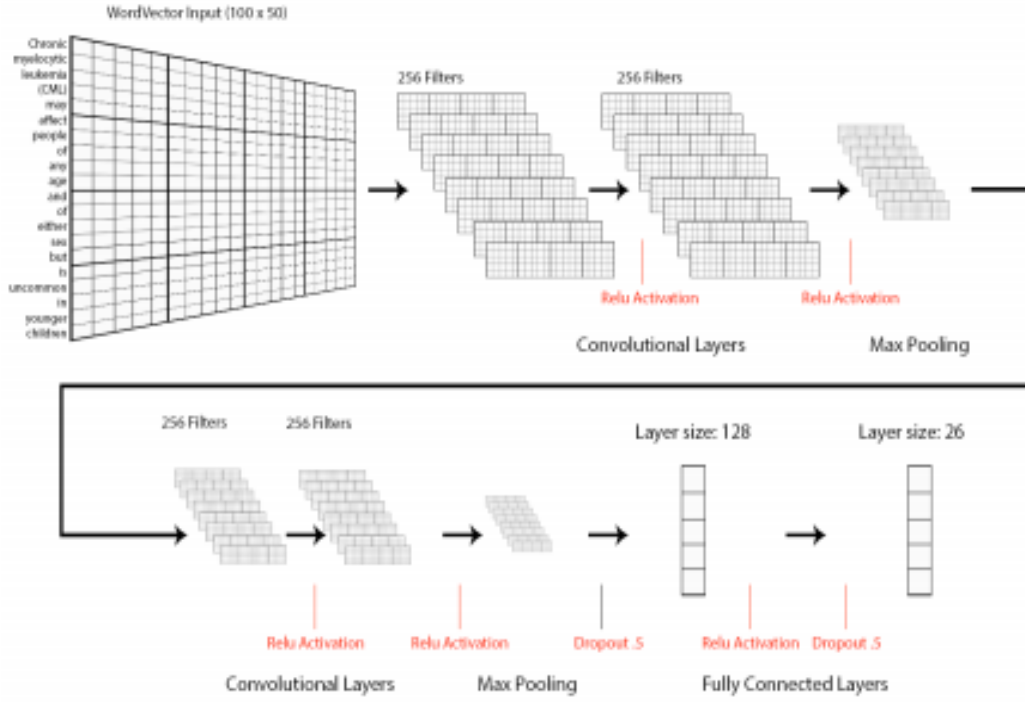 WordVector Input (100 x 50)
Chronic
myelocytic
leukemia
(CML)
may
affect
people
of
any
age
and
of
either
sex
but
is
uncommon
in
younger
children
256 Filters
256 Filters
Relu Activation
Relu Activation
Convolutional Layers
Max Pooling
256 Filters
256 Filters
Layer size: 128
Layer size: 26
Relu Activation
Relu Activation
Dropout .5
Relu Activation
Dropout .5
Convolutional Layers
Max Pooling
Fully Connected Layers